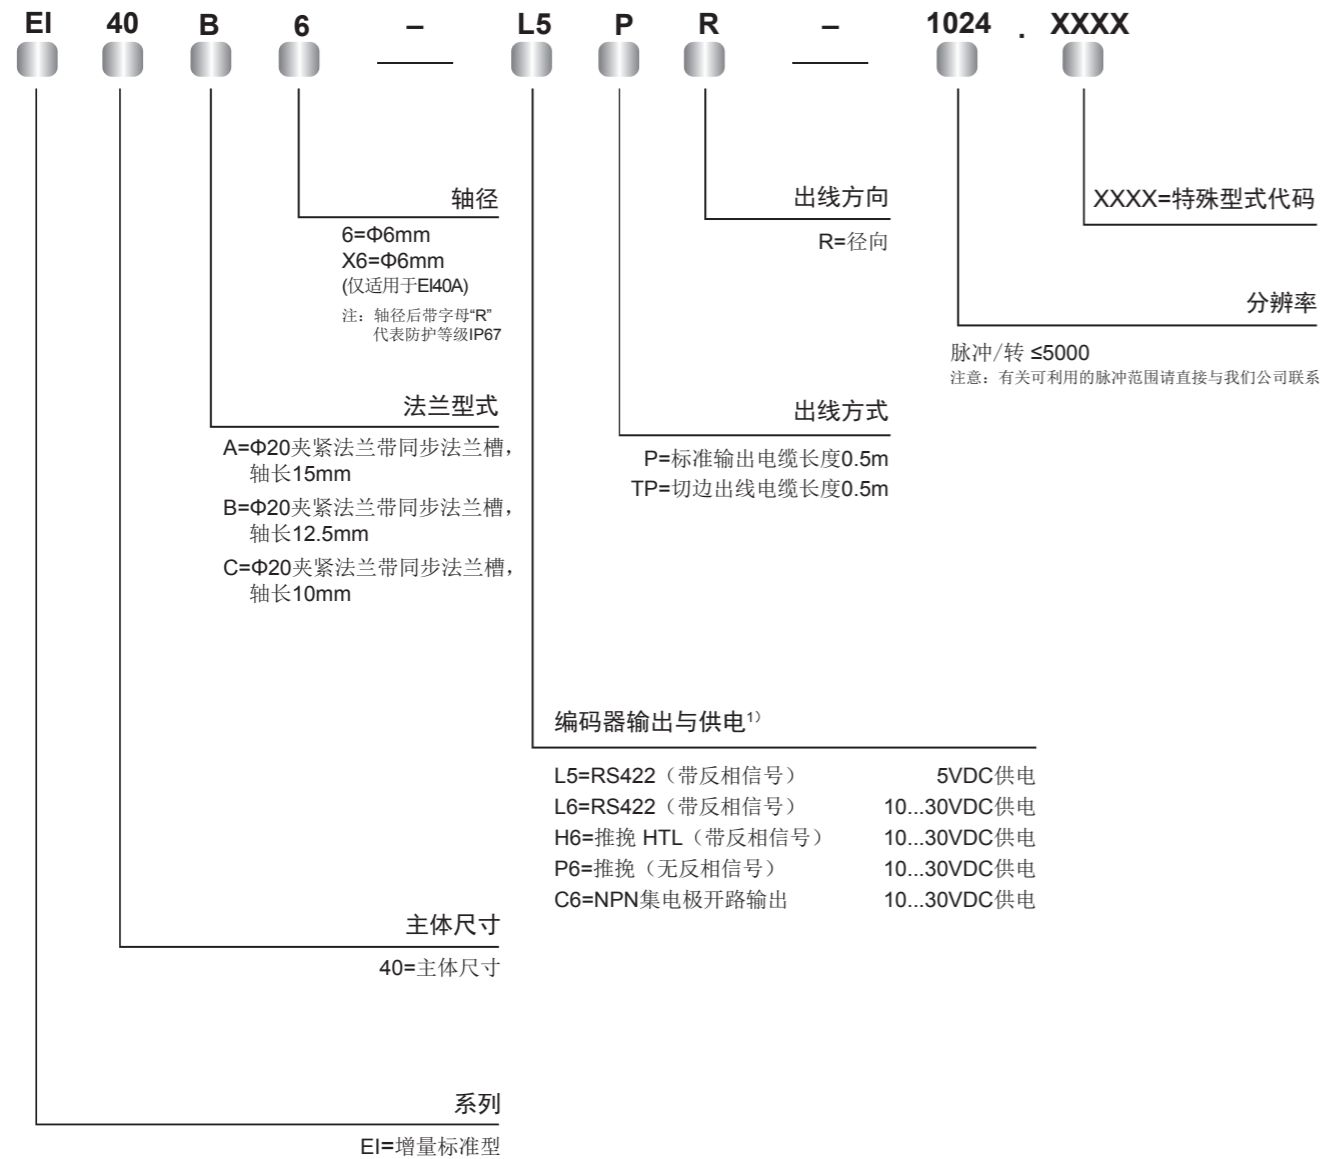 EI 40 B 6 – L5 P R – 1024 . XXXX
轴径
6=Φ6mm
X6=Φ6mm
(仅适用于EI40A)
注：轴径后带字母“R”
代表防护等级IP67
出线方向
R=径向
XXXX=特殊型式代码
分辨率
脉冲/转 ≤5000
注意：有关可利用的脉冲范围请直接与我们公司联系
法兰型式
A=Φ20夹紧法兰带同步法兰槽，
轴长15mm
B=Φ20夹紧法兰带同步法兰槽，
轴长12.5mm
C=Φ20夹紧法兰带同步法兰槽，
轴长10mm
出线方式
P=标准输出电缆长度0.5m
TP=切边出线电缆长度0.5m
编码器输出与供电1）
L5=RS422（带反相信号） 5VDC供电
L6=RS422（带反相信号） 10...30VDC供电
H6=推挽 HTL（带反相信号） 10...30VDC供电
P6=推挽（无反相信号） 10...30VDC供电
C6=NPN集电极开路输出 10...30VDC供电
主体尺寸
40=主体尺寸
系列
EI=增量标准型